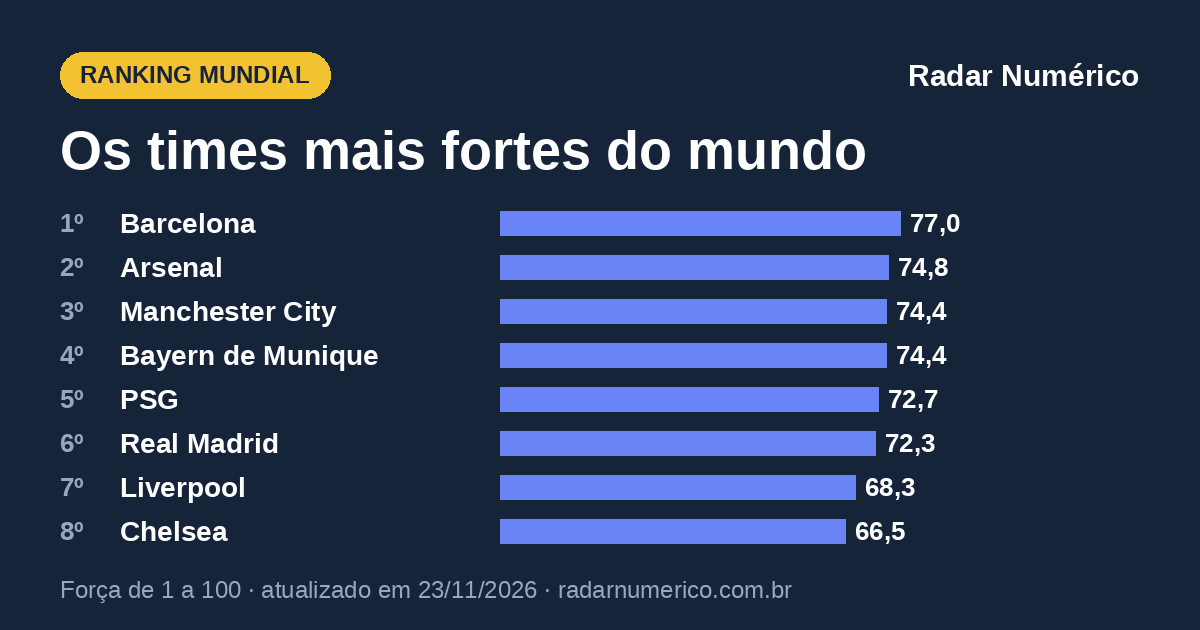 RANKING MUNDIAL
Radar Numérico
Os times mais fortes do mundo
1º Barcelona 77,0
2º Arsenal 74,8
3º Manchester City 74,4
4º Bayern de Munique 74,4
5º PSG 72,7
6º Real Madrid 72,3
7º Liverpool 68,3
8º Chelsea 66,5
Força de 1 a 100 · atualizado em 23/11/2026 · radarnumerico.com.br